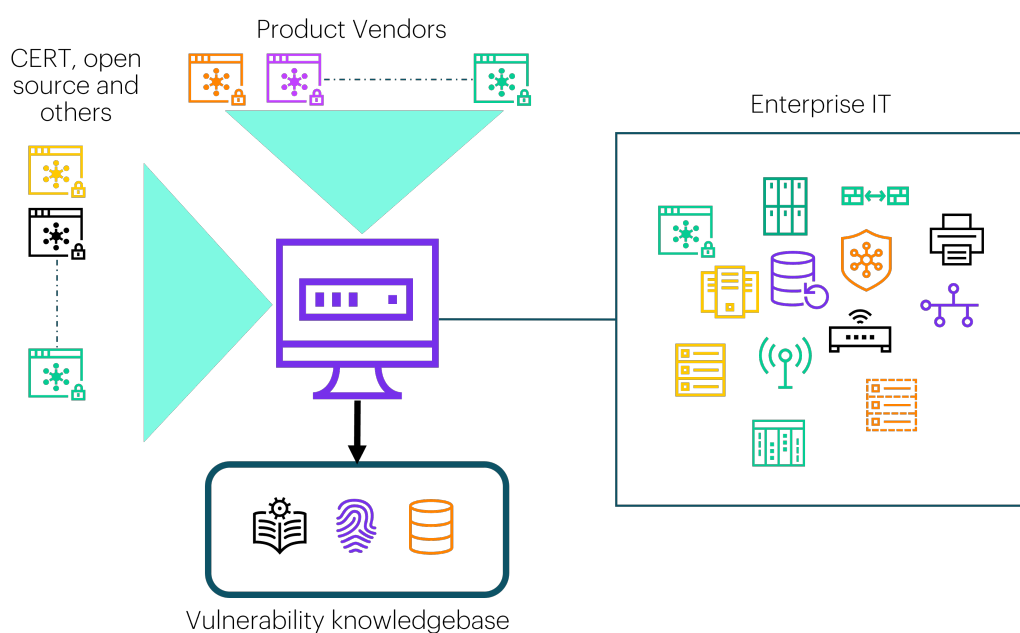 Product Vendors
CERT, open
source and
others
Enterprise IT
Vulnerability knowledgebase